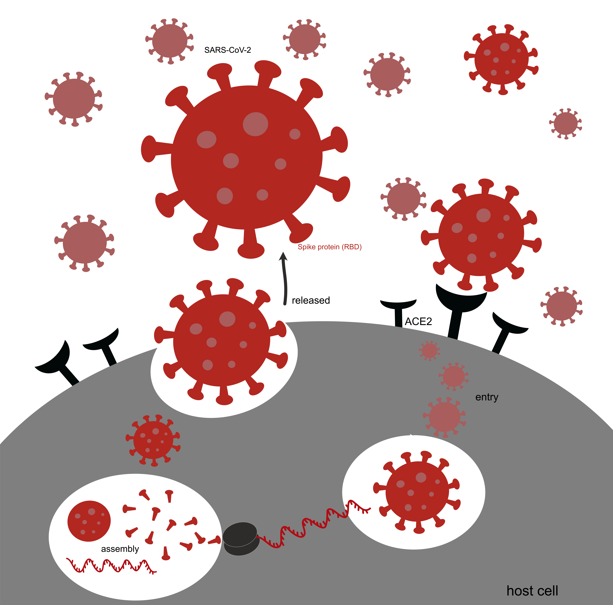 SARS-CoV-2
Spike protein (RBD)
released
ACE2
entry
assembly
host cell